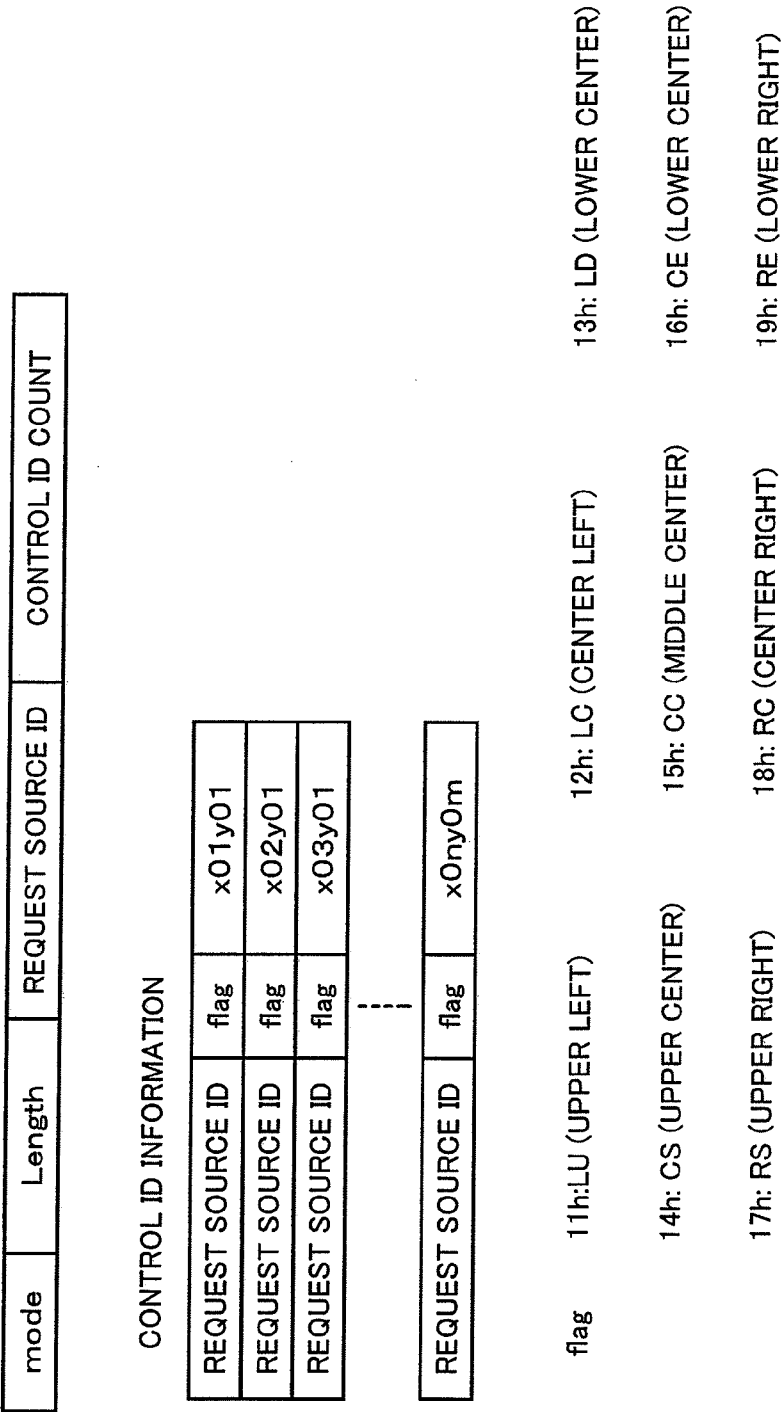 mode Length REQUEST SOURCE ID CONTROL ID COUNT
CONTROL ID INFORMATION
REQUEST SOURCE ID flag x01y01
REQUEST SOURCE ID flag x02y01
REQUEST SOURCE ID flag x03y01
REQUEST SOURCE ID flag x0ny0m
flag 11h:LU (UPPER LEFT) 12h: LC (CENTER LEFT) 13h: LD (LOWER CENTER)
14h: CS (UPPER CENTER) 15h: CC (MIDDLE CENTER) 16h: CE (LOWER CENTER)
17h: RS (UPPER RIGHT) 18h: RC (CENTER RIGHT) 19h: RE (LOWER RIGHT)